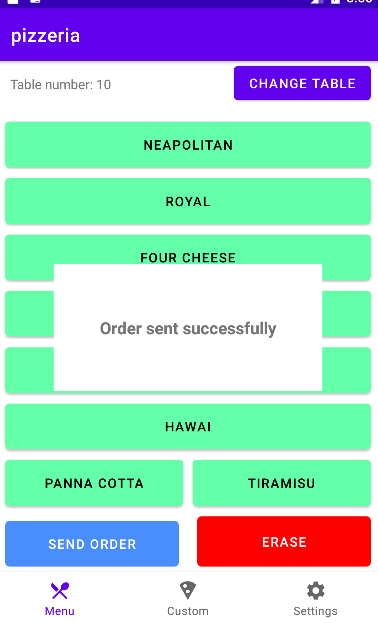 pizzeria
Table number: 10
CHANGE TABLE
NEAPOLITAN
ROYAL
FOUR CHEESE
Order sent successfully
HAWAI
PANNA COTTA
TIRAMISU
SEND ORDER
ERASE
Menu
Custom
Settings